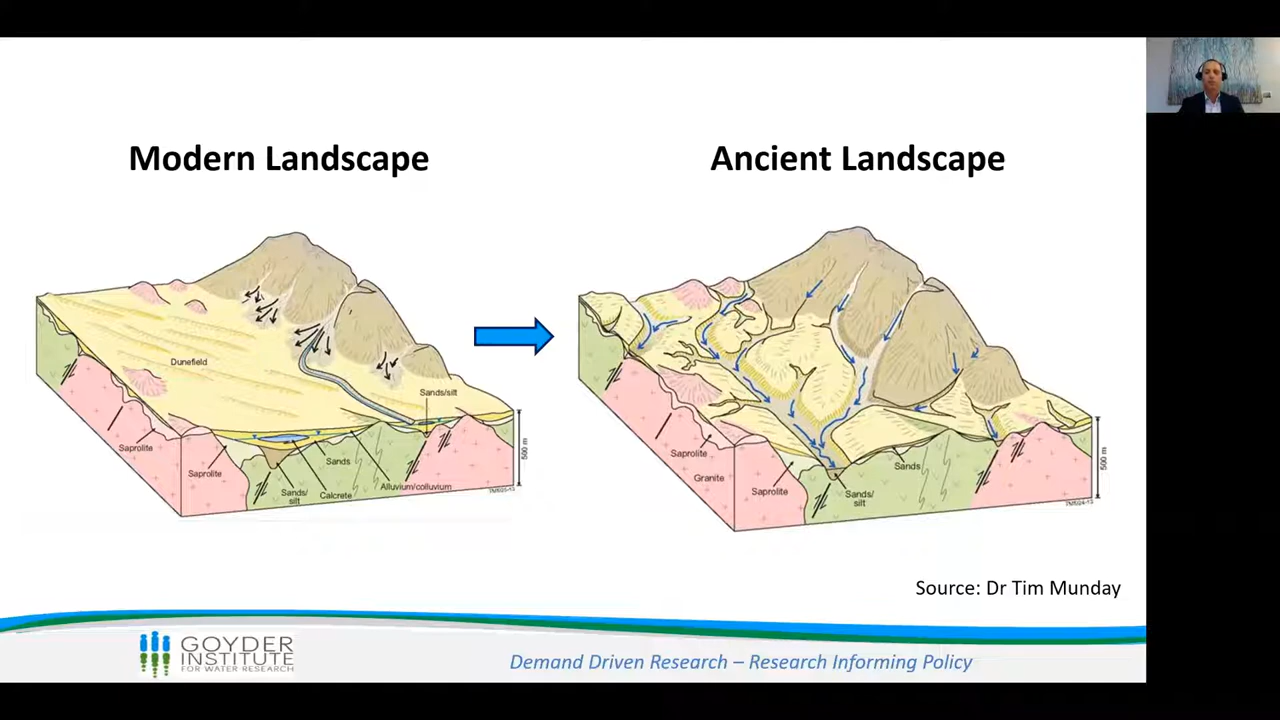 Modern Landscape
Ancient Landscape
Dunefield
Sands/silt
Saprolite
Saprolite
Sands
Sands/
silt
Calcrete
Alluvium/colluvium
500 m
Saprolite
Granite
Saprolite
Sands
Sands/
silt
500 m
Source: Dr Tim Munday
GOYDER
INSTITUTE
FOR WATER RESEARCH
Demand Driven Research – Research Informing Policy